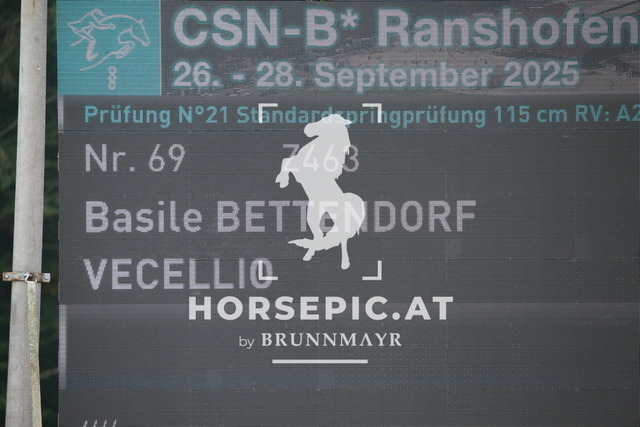 CSN-B* Ranshofen
26. - 28. September 2025
Prüfung N°21 Standardspringprüfung 115 cm RV: A2
Nr. 69 Z463
Basile BETTENDORF
VECELLIO
HORSEPIC.AT
by BRUNNMAYR